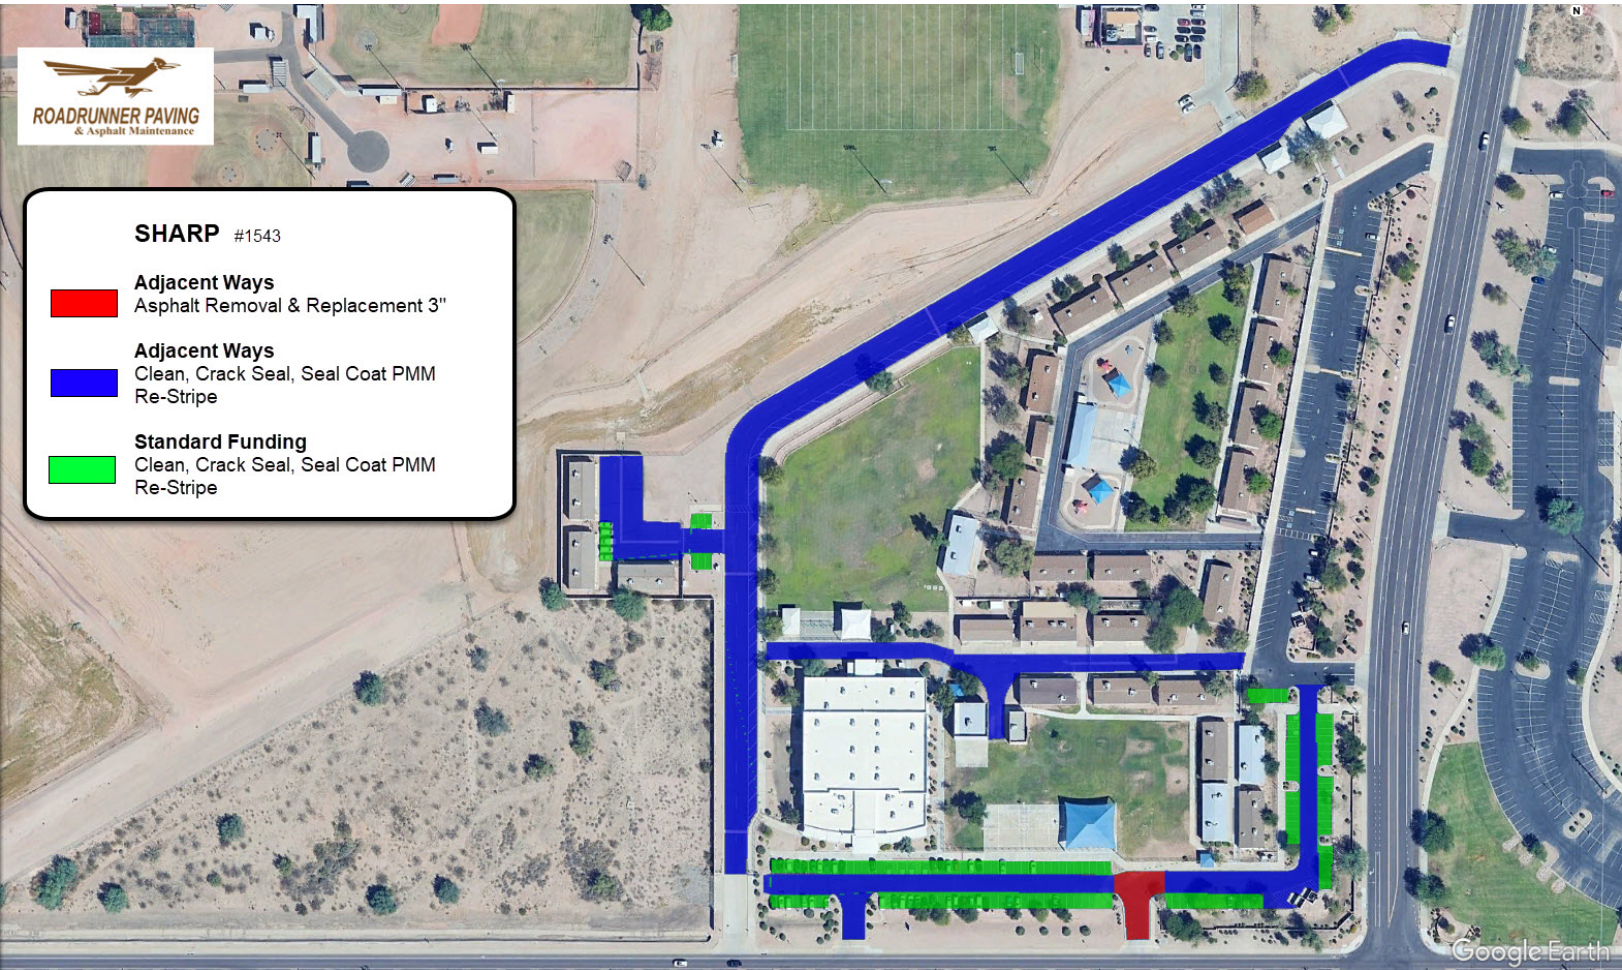 N
ROADRUNNER PAVING
& Asphalt Maintenance
SHARP #1543
Adjacent Ways
Asphalt Removal & Replacement 3"
Adjacent Ways
Clean, Crack Seal, Seal Coat PMM
Re-Stripe
Standard Funding
Clean, Crack Seal, Seal Coat PMM
Re-Stripe
Google Earth